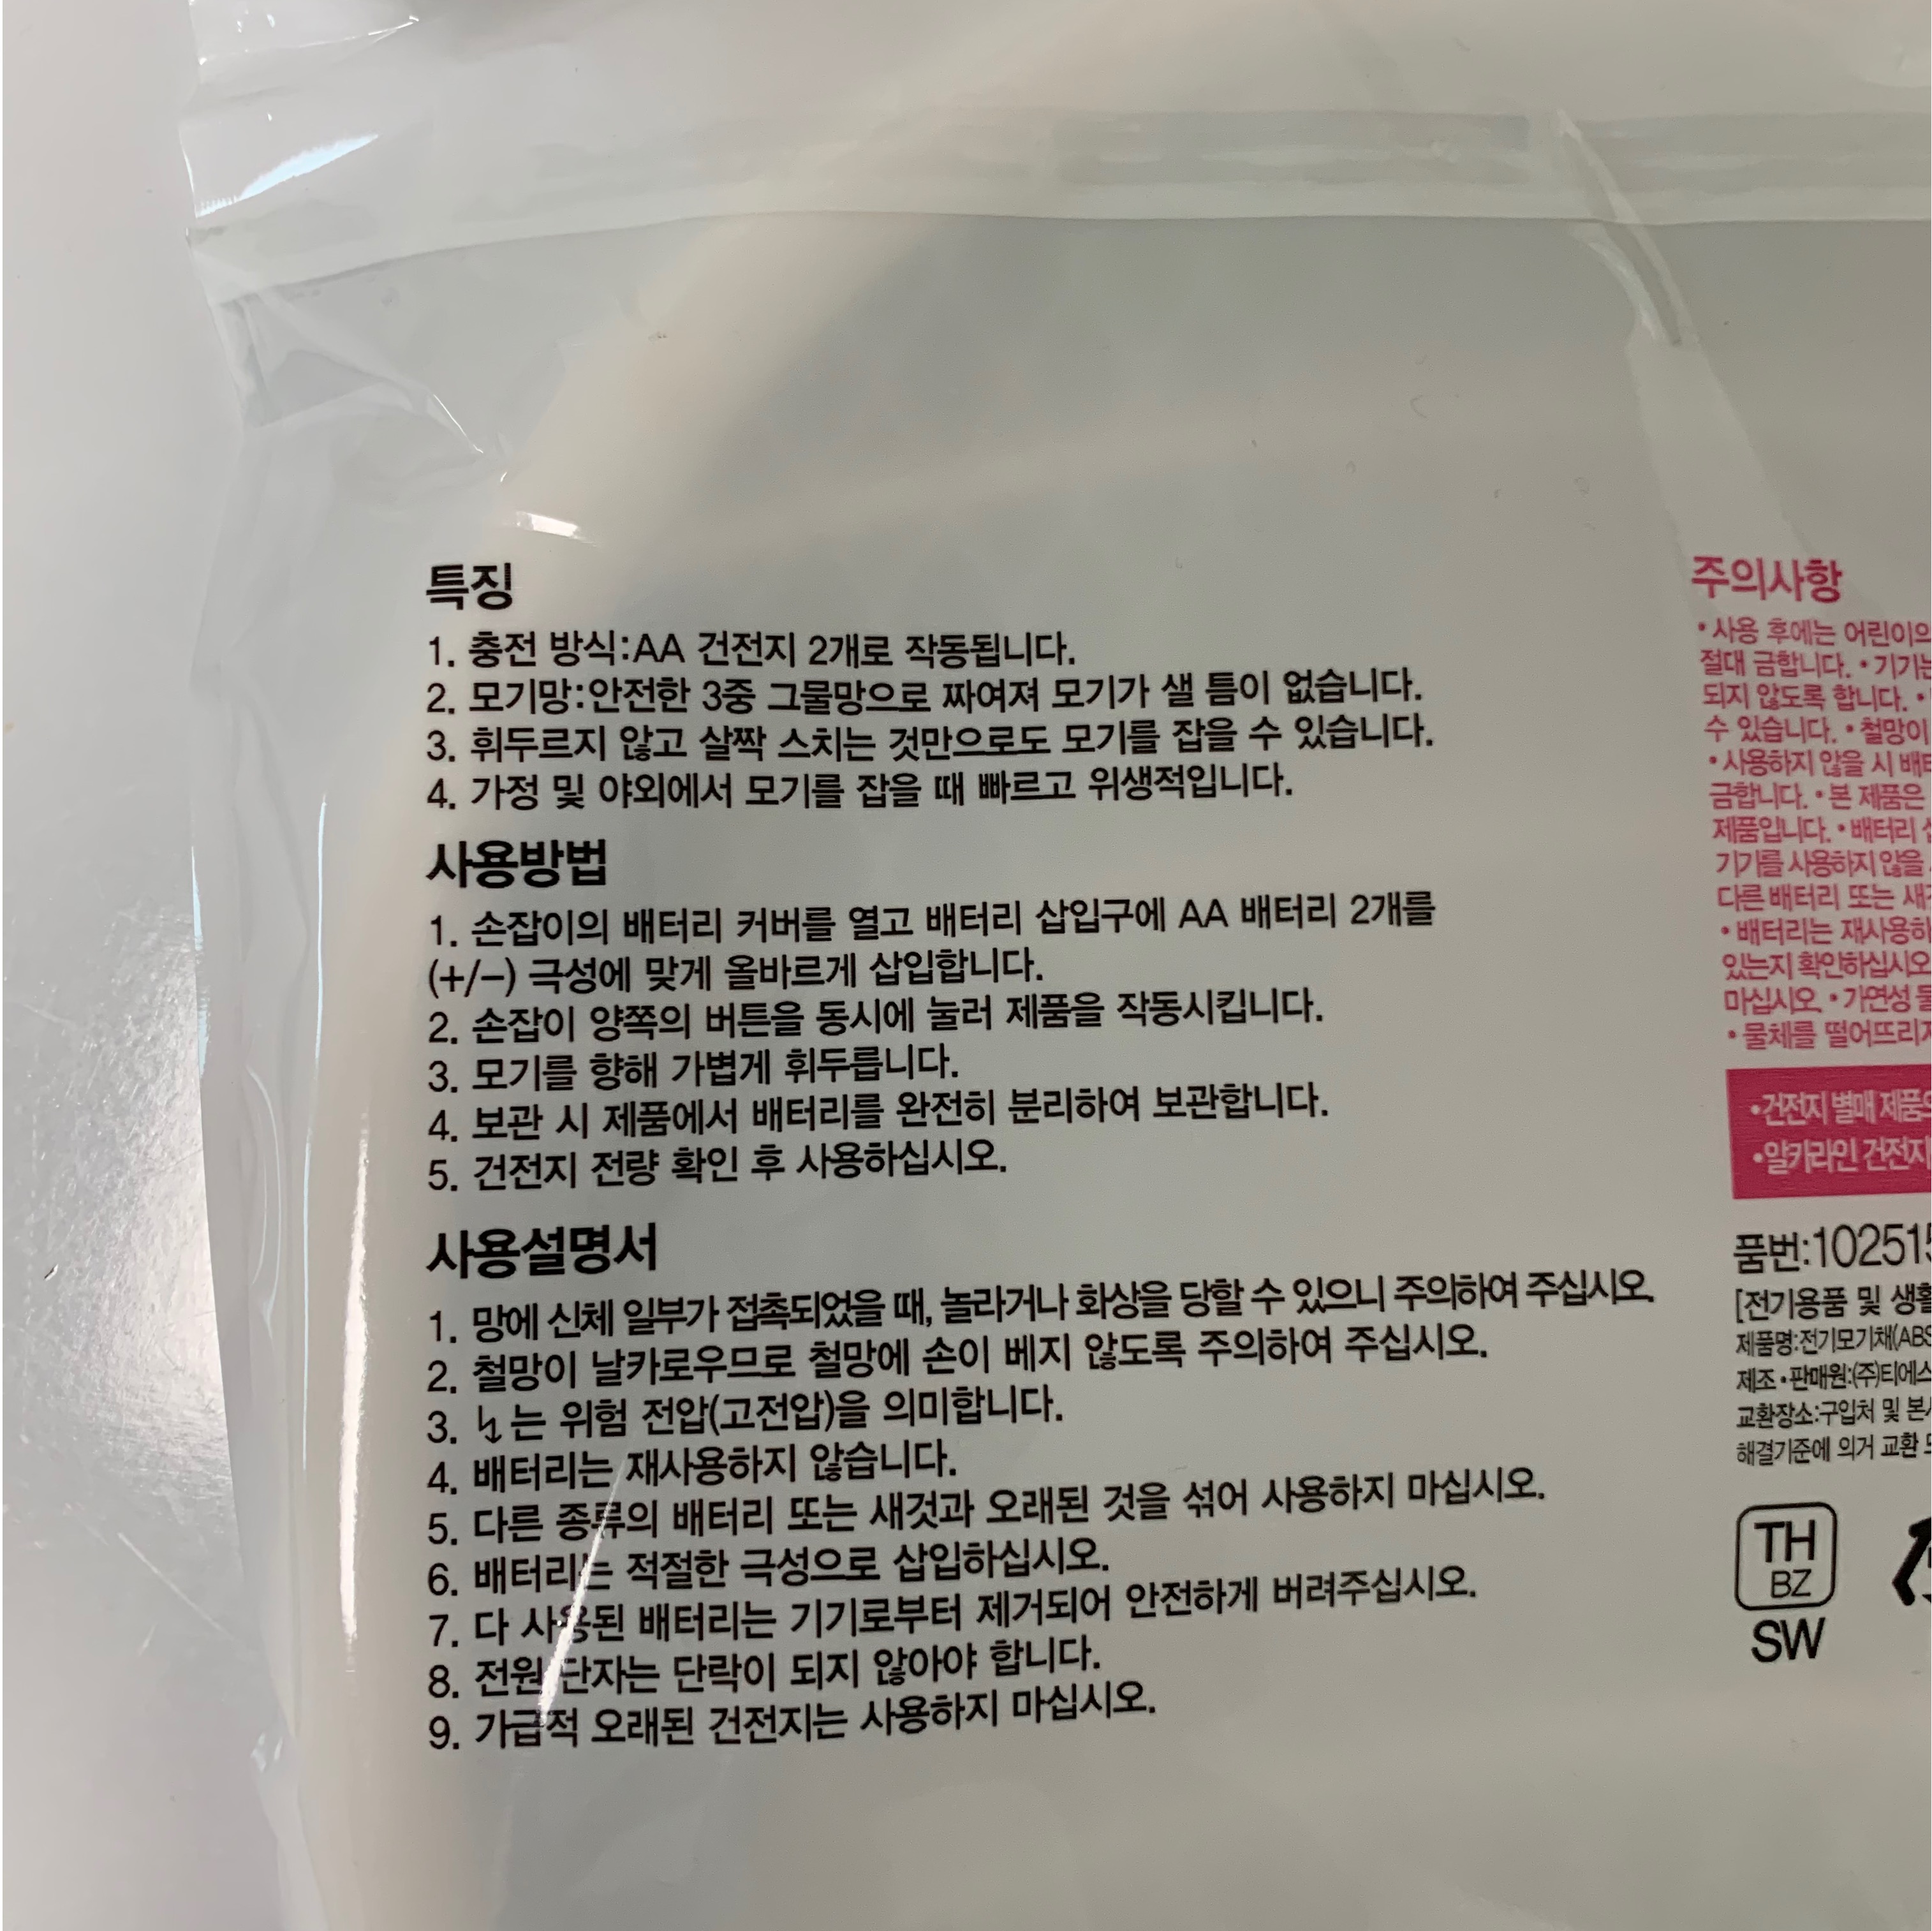 특징
1. 충전 방식:AA 건전지 2개로 작동됩니다.
2. 모기망:안전한 3중 그물망으로 짜여져 모기가 샐 틈이 없습니다.
3. 휘두르지 않고 살짝 스치는 것만으로도 모기를 잡을 수 있습니다.
4. 가정 및 야외에서 모기를 잡을 때 빠르고 위생적입니다.
사용방법
1. 손잡이의 배터리 커버를 열고 배터리 삽입구에 AA 배터리 2개를
(+/-) 극성에 맞게 올바르게 삽입합니다.
2. 손잡이 양쪽의 버튼을 동시에 눌러 제품을 작동시킵니다.
3. 모기를 향해 가볍게 휘두릅니다.
4. 보관 시 제품에서 배터리를 완전히 분리하여 보관합니다.
5. 건전지 전량 확인 후 사용하십시오.
사용설명서
1. 망에 신체 일부가 접촉되었을 때, 놀라거나 화상을 당할 수 있으니 주의하여 주십시오.
2. 철망이 날카로우므로 철망에 손이 베지 않도록 주의하여 주십시오.
3. ↯는 위험 전압(고전압)을 의미합니다.
4. 배터리는 재사용하지 않습니다.
5. 다른 종류의 배터리 또는 새것과 오래된 것을 섞어 사용하지 마십시오.
6. 배터리는 적절한 극성으로 삽입하십시오.
7. 다 사용된 배터리는 기기로부터 제거되어 안전하게 버려주십시오.
8. 전원 단자는 단락이 되지 않아야 합니다.
9. 가급적 오래된 건전지는 사용하지 마십시오.
주의사항
• 사용 후에는 어린이의
절대 금합니다. • 기기는
되지 않도록 합니다. •
수 있습니다. • 철망이
• 사용하지 않을 시
금합니다. • 본 제품은
제품입니다. • 배터리
기기를 사용하지 않을
다른 배터리 또는
• 배터리는
있는지 확인하십시오
마십시오. • 가연성
• 물체를
•건전지 별매
•알카라인 건전지
품번:102515
[전기용품 및
제품명:전기모기채(ABS
제조•판매원:(주)티에스
교환장소:구입처 및
해결기준에 의거 교환
TH
BZ
SW